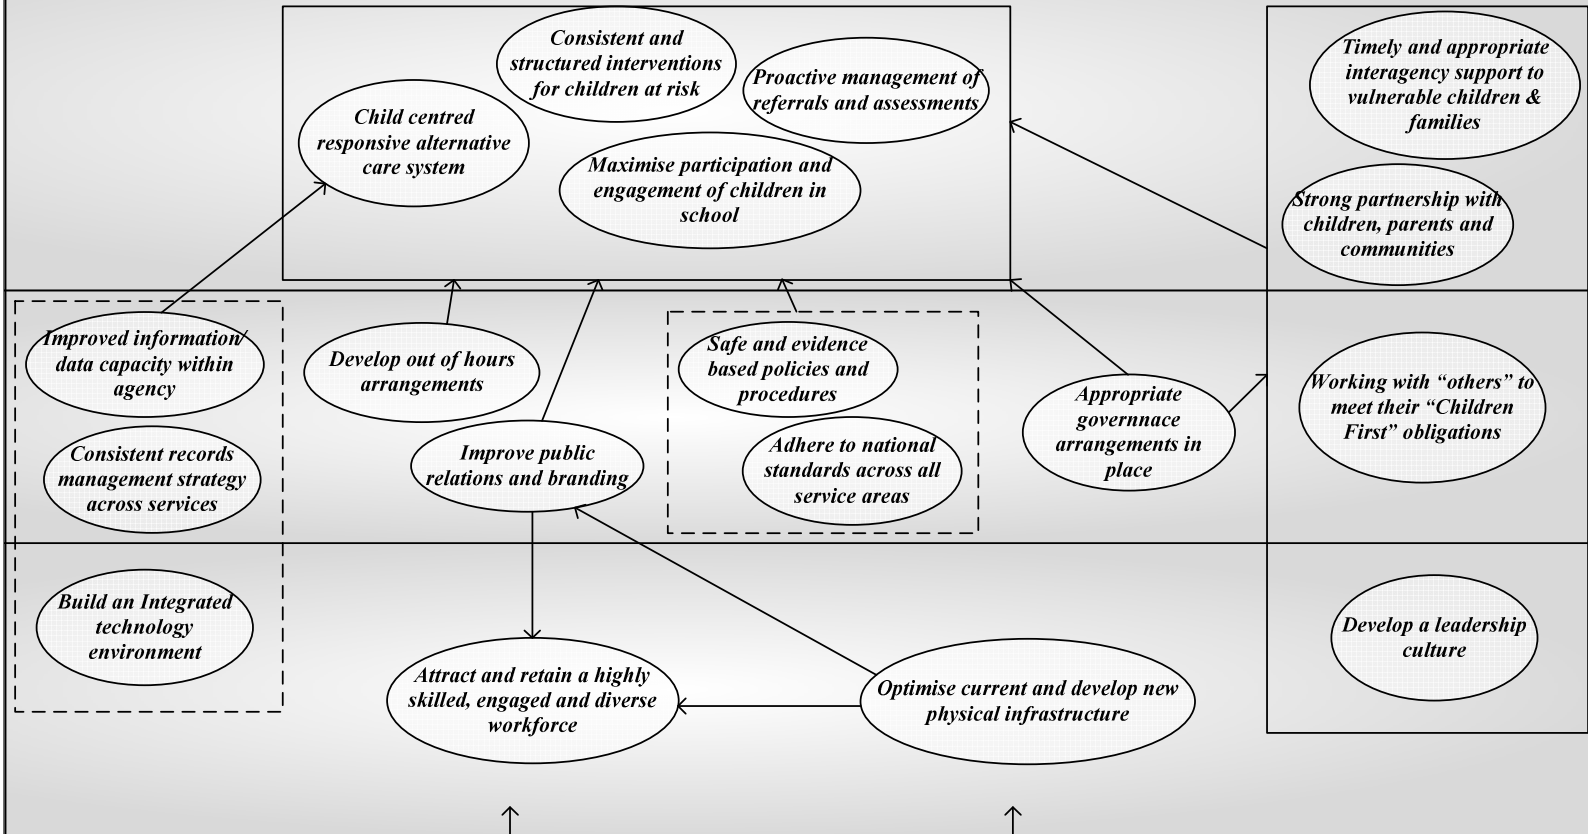 Consistent and
structured interventions
for children at risk
Proactive management of
referrals and assessments
Child centred
responsive alternative
care system
Maximise participation and
engagement of children in
school
Timely and appropriate
interagency support to
vulnerable children &
families
Strong partnership with
children, parents and
communities
Improved information/
data capacity within
agency
Develop out of hours
arrangements
Safe and evidence
based policies and
procedures
Appropriate
governnace
arrangements in
place
Working with “others” to
meet their “Children
First” obligations
Consistent records
management strategy
across services
Improve public
relations and branding
Adhere to national
standards across all
service areas
Build an Integrated
technology
environment
Attract and retain a highly
skilled, engaged and diverse
workforce
Optimise current and develop new
physical infrastructure
Develop a leadership
culture